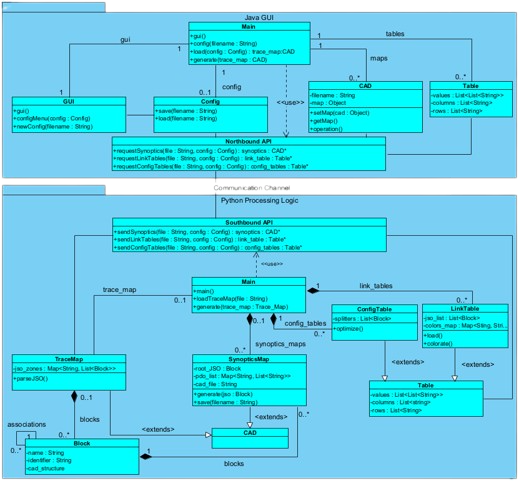 Java GUI
Main
+gui()
+config(filename : String)
+load(config : Config) : trace_map:CAD
+generate(trace_map : CAD)
gui
1
1
1
config
0..1
<<use>>
1
tables
1
maps
0..*
0..*
GUI
+gui()
+configMenu(config : Config)
+newConfig(filename : String)
Config
+save(filename : String)
+load(filename : String)
CAD
-filename : String
-map : Object
+setMap(cad : Object)
+getMap()
+operation()
Table
-values : List<List<String>>
-columns : List<String>
-rows : List<String>
Northbound API
+requestSynoptics(file : String, config : Config) : synoptics : CAD*
+requestLinkTables(file : String, config : Config) : link_table : Table*
+requestConfigTables(file : String, config : Config) : config_tables : Table*
Communication Channel
Python Processing Logic
Southbound API
+sendSynoptics(file : String, config : Config) : synoptics : CAD*
+sendLinkTables(file : String, config : Config) : link_table : Table*
+sendConfigTables(file : String, config : Config) : config_tables : Table*
<<use>>
Main
+main()
+loadTraceMap(file : String)
+generate(trace_map : Trace_Map)
trace_map
0..1
1
link_tables
0..*
1
config_tables
0..*
0..1
synoptics_maps
0..*
ConfigTable
-splitters : List<Block>
+optimize()
LinkTable
-jso_list : List<Block>
-colors_map : Map<Sting, Stri...
+load()
+colorate()
TraceMap
-jso_zones : Map<String, List<Block>>
+parseJSO()
SynopticsMap
-root_JSO : Block
-pdo_list : Map<String, List<String>>
-cad_file : String
+generate(jso : Block)
+save(filename : String)
<extends>
<extends>
Table
-values : List<List<String>>
-columns : List<string>
-rows : List<String>
0..1
blocks
0..*
<extends>
<extends>
0..*
CAD
associations
0..1
0..*
Block
-name : String
-identifier : String
-cad_structure
1
blocks